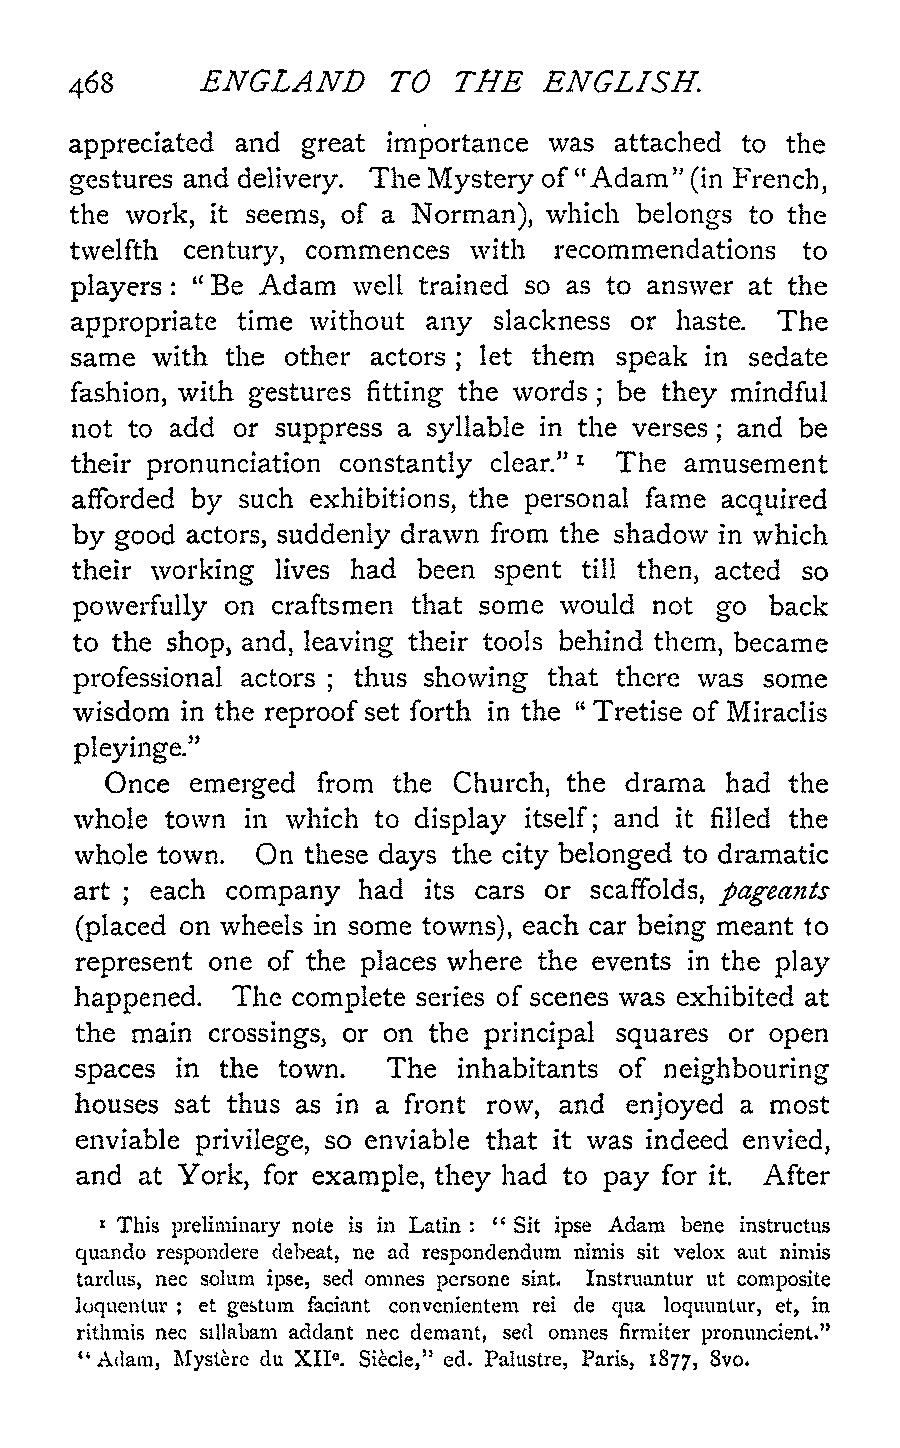 468 ENGLAND TO THE ENGLISH.
appreciated and great importance was attached to the
gestures and delivery. The Mystery of "Adam" (in French,
the work, it seems, of a Norman), which belongs to the
twelfth century, commences with recommendations to
players : "Be Adam well trained so as to answer at the
appropriate time without any slackness or haste. The
same with the other actors ; let them speak in sedate
fashion, with gestures fitting the words ; be they mindful
not to add or suppress a syllable in the verses ; and be
their pronunciation constantly clear." ¹ The amusement
afforded by such exhibitions, the personal fame acquired
by good actors, suddenly drawn from the shadow in which
their working lives had been spent till then, acted so
powerfully on craftsmen that some would not go back
to the shop, and, leaving their tools behind them, became
professional actors ; thus showing that there was some
wisdom in the reproof set forth in the "Tretise of Miraclis
pleyinge."
Once emerged from the Church, the drama had the
whole town in which to display itself; and it filled the
whole town. On these days the city belonged to dramatic
art ; each company had its cars or scaffolds, pageants
(placed on wheels in some towns), each car being meant to
represent one of the places where the events in the play
happened. The complete series of scenes was exhibited at
the main crossings, or on the principal squares or open
spaces in the town. The inhabitants of neighbouring
houses sat thus as in a front row, and enjoyed a most
enviable privilege, so enviable that it was indeed envied,
and at York, for example, they had to pay for it. After
¹ This preliminary note is in Latin : "Sit ipse Adam bene instructus
quando respondere debeat, ne ad respondendum nimis sit velox aut nimis
tardus, nec solum ipse, sed omnes persone sint. Instruantur ut composite
loquentur ; et gestum faciant convenientem rei de qua loquuntur, et, in
rithmis nec sillabam addant nec demant, sed omnes firmiter pronuncient."
"Adam, Mystère du XIIe. Siècle," ed. Palustre, Paris, 1877, 8vo.